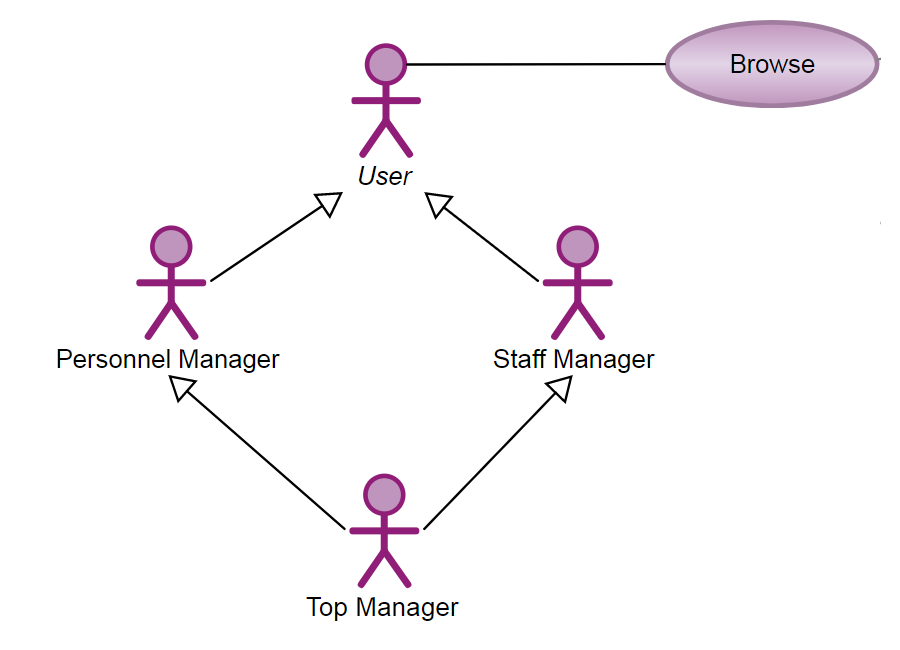 Browse
User
Personnel Manager
Staff Manager
Top Manager